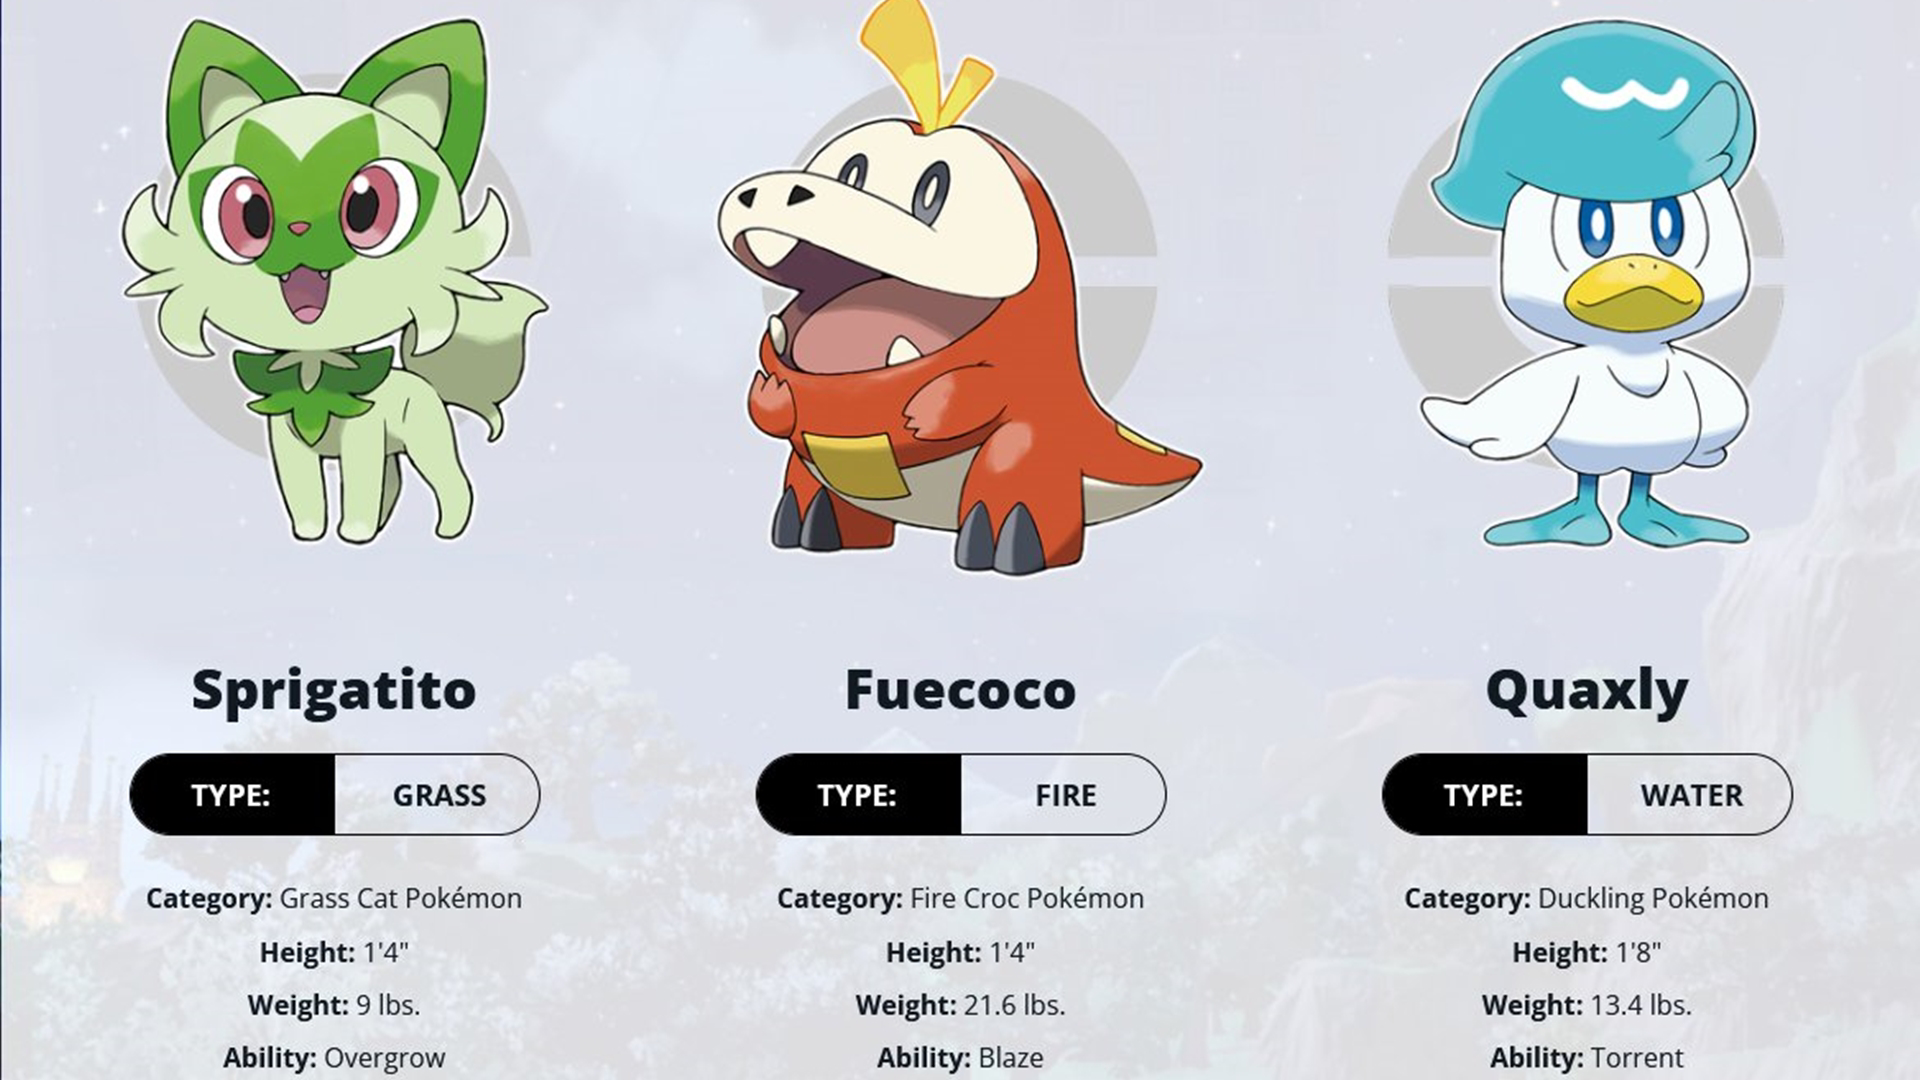 Sprigatito
TYPE: GRASS
Category: Grass Cat Pokémon
Height: 1'4"
Weight: 9 lbs.
Ability: Overgrow
Fuecoco
TYPE: FIRE
Category: Fire Croc Pokémon
Height: 1'4"
Weight: 21.6 lbs.
Ability: Blaze
Quaxly
TYPE: WATER
Category: Duckling Pokémon
Height: 1'8"
Weight: 13.4 lbs.
Ability: Torrent